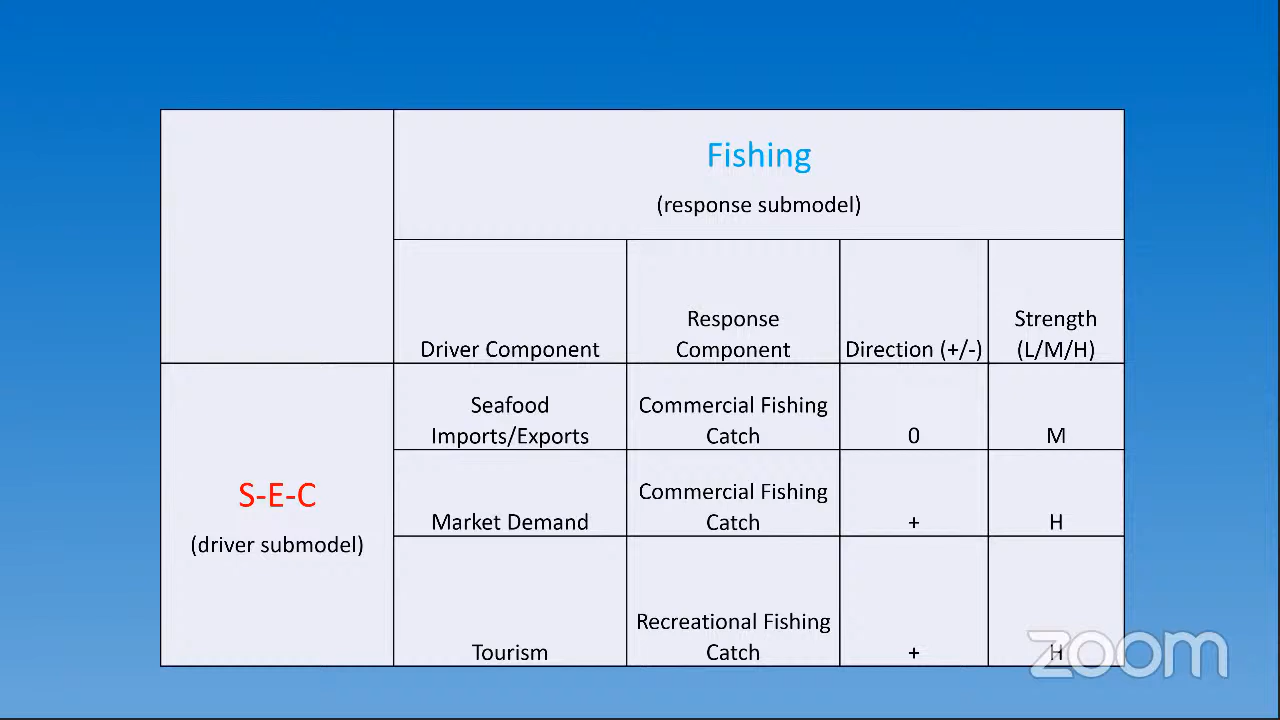 Fishing
(response submodel)
Driver Component
Response
Component
Direction (+/-)
Strength
(L/M/H)
S-E-C
(driver submodel)
Seafood
Imports/Exports
Commercial Fishing
Catch
0
M
Market Demand
Commercial Fishing
Catch
+
H
Tourism
Recreational Fishing
Catch
+
H
zoom